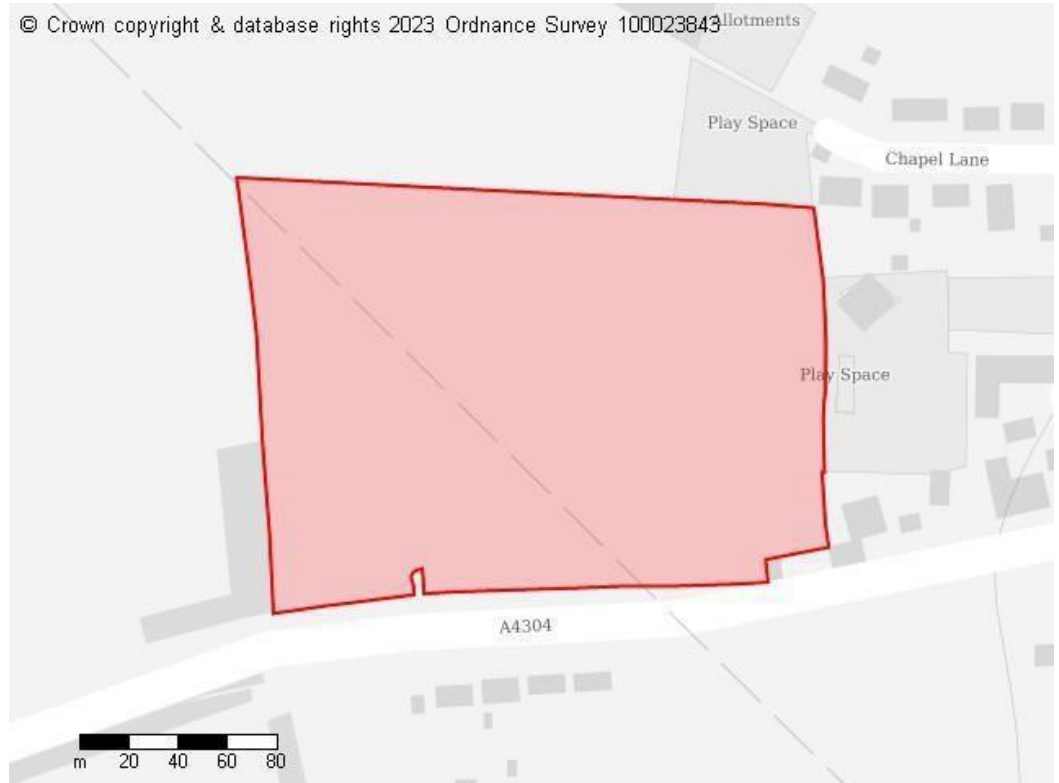 © Crown copyright & database rights 2023 Ordnance Survey 100023843
Allotments
Play Space
Chapel Lane
Play Space
A4304
m 20 40 60 80